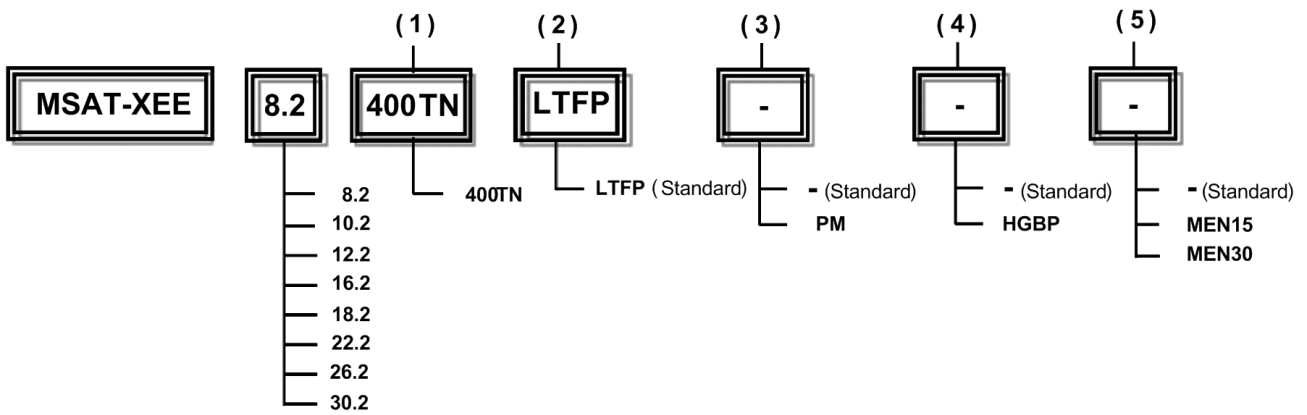 (1) (2) (3) (4) (5)
MSAT-XEE 8.2 400TN LTFP - - -
8.2 400TN LTFP (Standard) - (Standard) - (Standard) - (Standard)
10.2 PM HGBP MEN15
12.2 MEN30
16.2
18.2
22.2
26.2
30.2